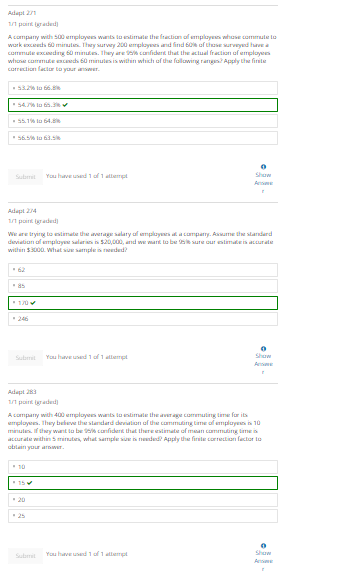 Adapt 271
1/1 point (graded)
A company with 500 employees wants to estimate the fraction of employees whose commute to
work exceeds 60 minutes. They survey 200 employees and find 60% of those surveyed have a
commute exceeding 60 minutes. They are 95% confident that the actual fraction of employees
whose commute exceeds 60 minutes is within which of the following ranges? Apply the finite
correction factor to your answer.
53.2% to 66.8%
54.7% to 65.3% ✔
55.1% to 64.8%
56.5% to 63.5%
Submit You have used 1 of 1 attempt
Show
Answe
r
Adapt 274
1/1 point (graded)
We are trying to estimate the average salary of employees at a company. Assume the standard
deviation of employee salaries is $20,000, and we want to be 95% sure our estimate is accurate
within $3000. What size sample is needed?
62
85
170 ✔
246
Submit You have used 1 of 1 attempt
Show
Answe
r
Adapt 283
1/1 point (graded)
A company with 400 employees wants to estimate the average commuting time for its
employees. They believe the standard deviation of the commuting time of employees is 10
minutes. If they want to be 95% confident that there estimate of mean commuting time is
accurate within 5 minutes, what sample size is needed? Apply the finite correction factor to
obtain your answer.
10
15 ✔
20
25
Submit You have used 1 of 1 attempt
Show
Answe
r